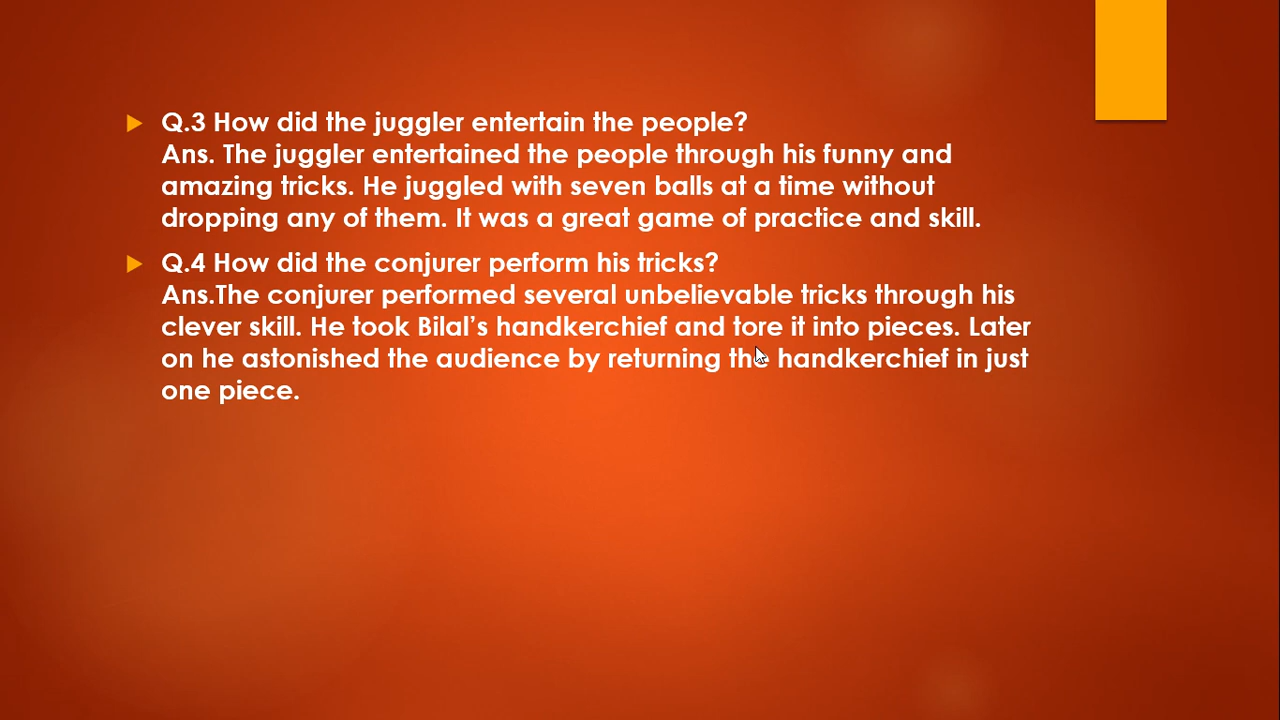 Q.3 How did the juggler entertain the people?
Ans. The juggler entertained the people through his funny and
amazing tricks. He juggled with seven balls at a time without
dropping any of them. It was a great game of practice and skill.
Q.4 How did the conjurer perform his tricks?
Ans.The conjurer performed several unbelievable tricks through his
clever skill. He took Bilal’s handkerchief and tore it into pieces. Later
on he astonished the audience by returning the handkerchief in just
one piece.